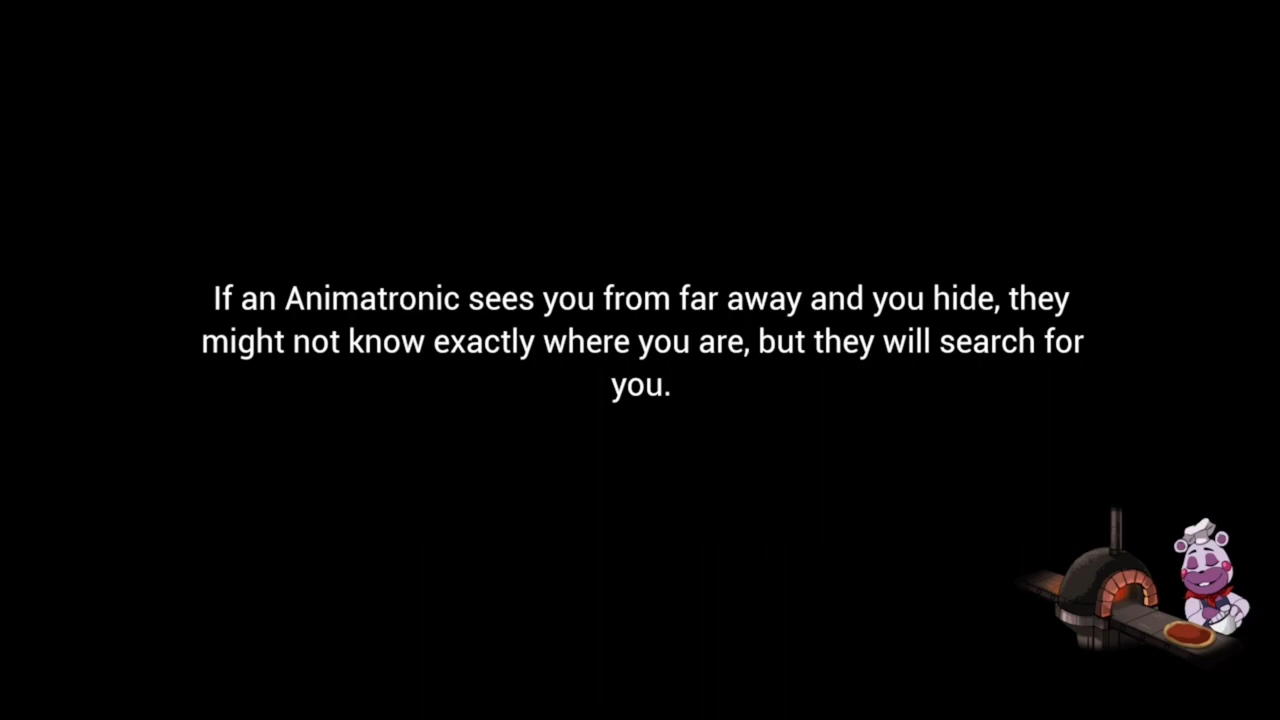 If an Animatronic sees you from far away and you hide, they
might not know exactly where you are, but they will search for
you.